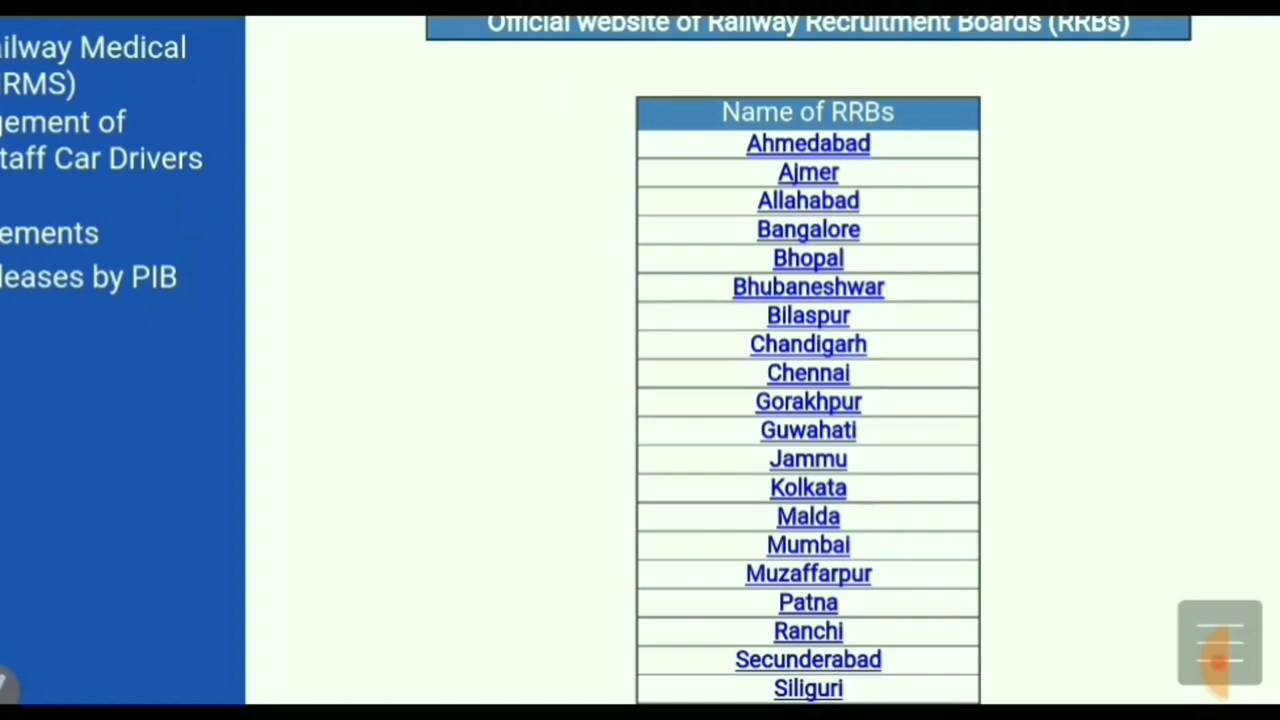 Official website of Railway Recruitment Boards (RRBs)
ailway Medical
IRMS)
gement of
taff Car Drivers
ements
leases by PIB
Name of RRBs
Ahmedabad
Ajmer
Allahabad
Bangalore
Bhopal
Bhubaneshwar
Bilaspur
Chandigarh
Chennai
Gorakhpur
Guwahati
Jammu
Kolkata
Malda
Mumbai
Muzaffarpur
Patna
Ranchi
Secunderabad
Siliguri